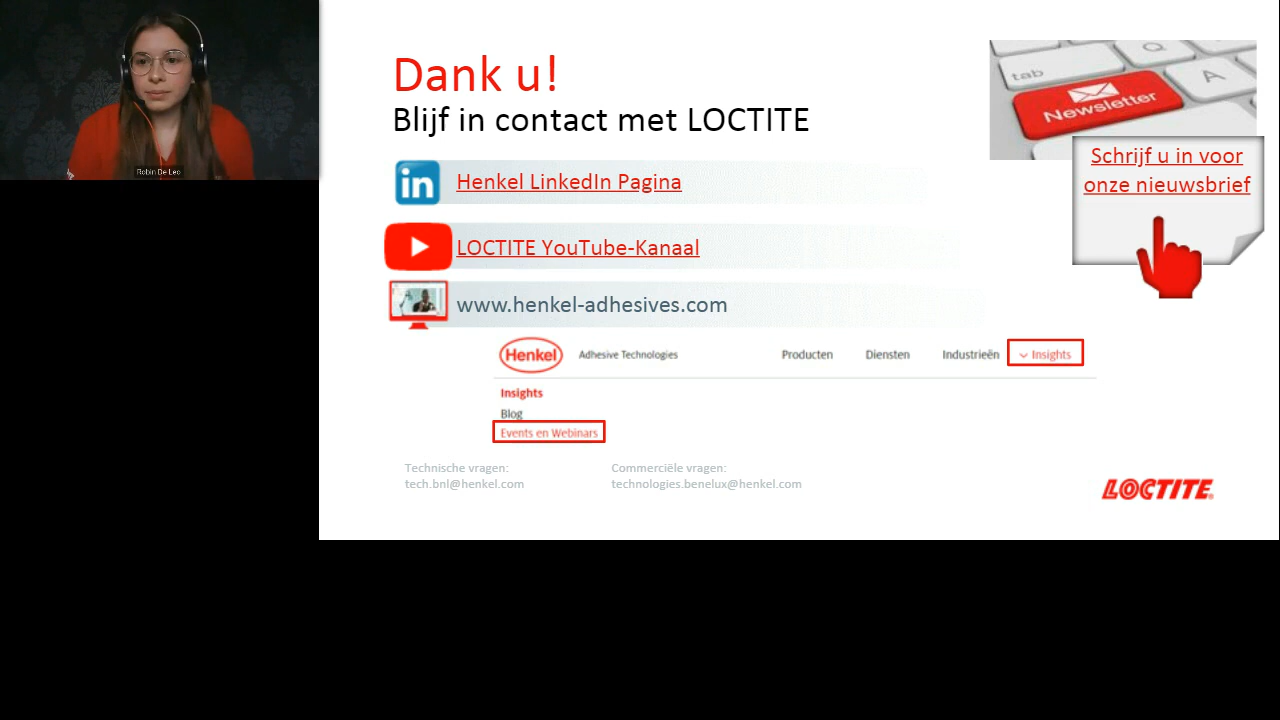 Robin De Leo
Dank u!
Blijf in contact met LOCTITE
tab
Q
A
Newsletter
Schrijf u in voor
onze nieuwsbrief
Henkel LinkedIn Pagina
LOCTITE YouTube-Kanaal
www.henkel-adhesives.com
Henkel Adhesive Technologies Producten Diensten Industrieën Insights
Insights
Blog
Events en Webinars
Technische vragen: Commerciële vragen:
tech.bnl@henkel.com technologies.benelux@henkel.com
LOCTITE